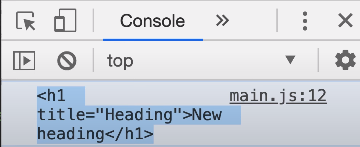 Console »
top ▼
<h1 main.js:12
title="Heading">New
heading</h1>